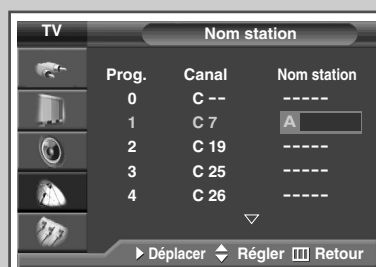 TV
Nom station
Prog. Canal Nom station
0 C -- -----
1 C 7 A
2 C 19 -----
3 C 25 -----
4 C 26 -----
Déplacer Régler Retour